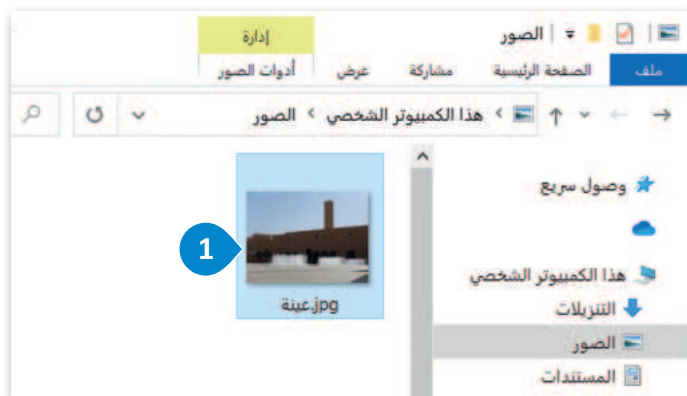 الصور
إدارة
ملف الصفحة الرئيسية مشاركة عرض أدوات الصور
هذا الكمبيوتر الشخصي الصور
وصول سريع
هذا الكمبيوتر الشخصي
التنزيلات
الصور
المستندات
1
عينة.jpg